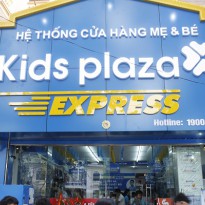 HỆ THỐNG CỬA HÀNG MẸ & BÉ
Kids plaza
EXPRESS
Hotline: 1900